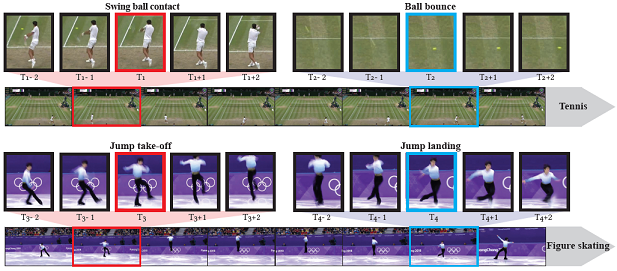 Swing ball contact
Ball bounce
T1- 2 T1- 1 T1 T1+1 T1+2
T2- 2 T2- 1 T2 T2+1 T2+2
Tennis
Jump take-off
Jump landing
T3- 2 T3- 1 T3 T3+1 T3+2
T4- 2 T4- 1 T4 T4+1 T4+2
Figure skating